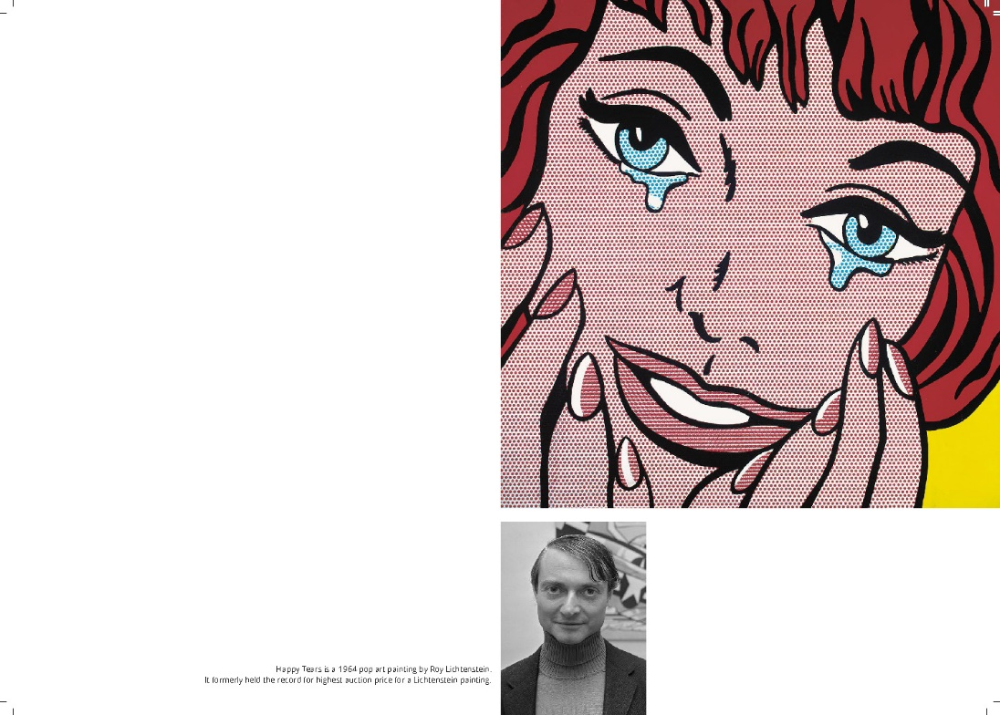 Happy Tears is a 1964 pop art painting by Roy Lichtenstein.
It formerly held the record for highest auction price for a Lichtenstein painting.